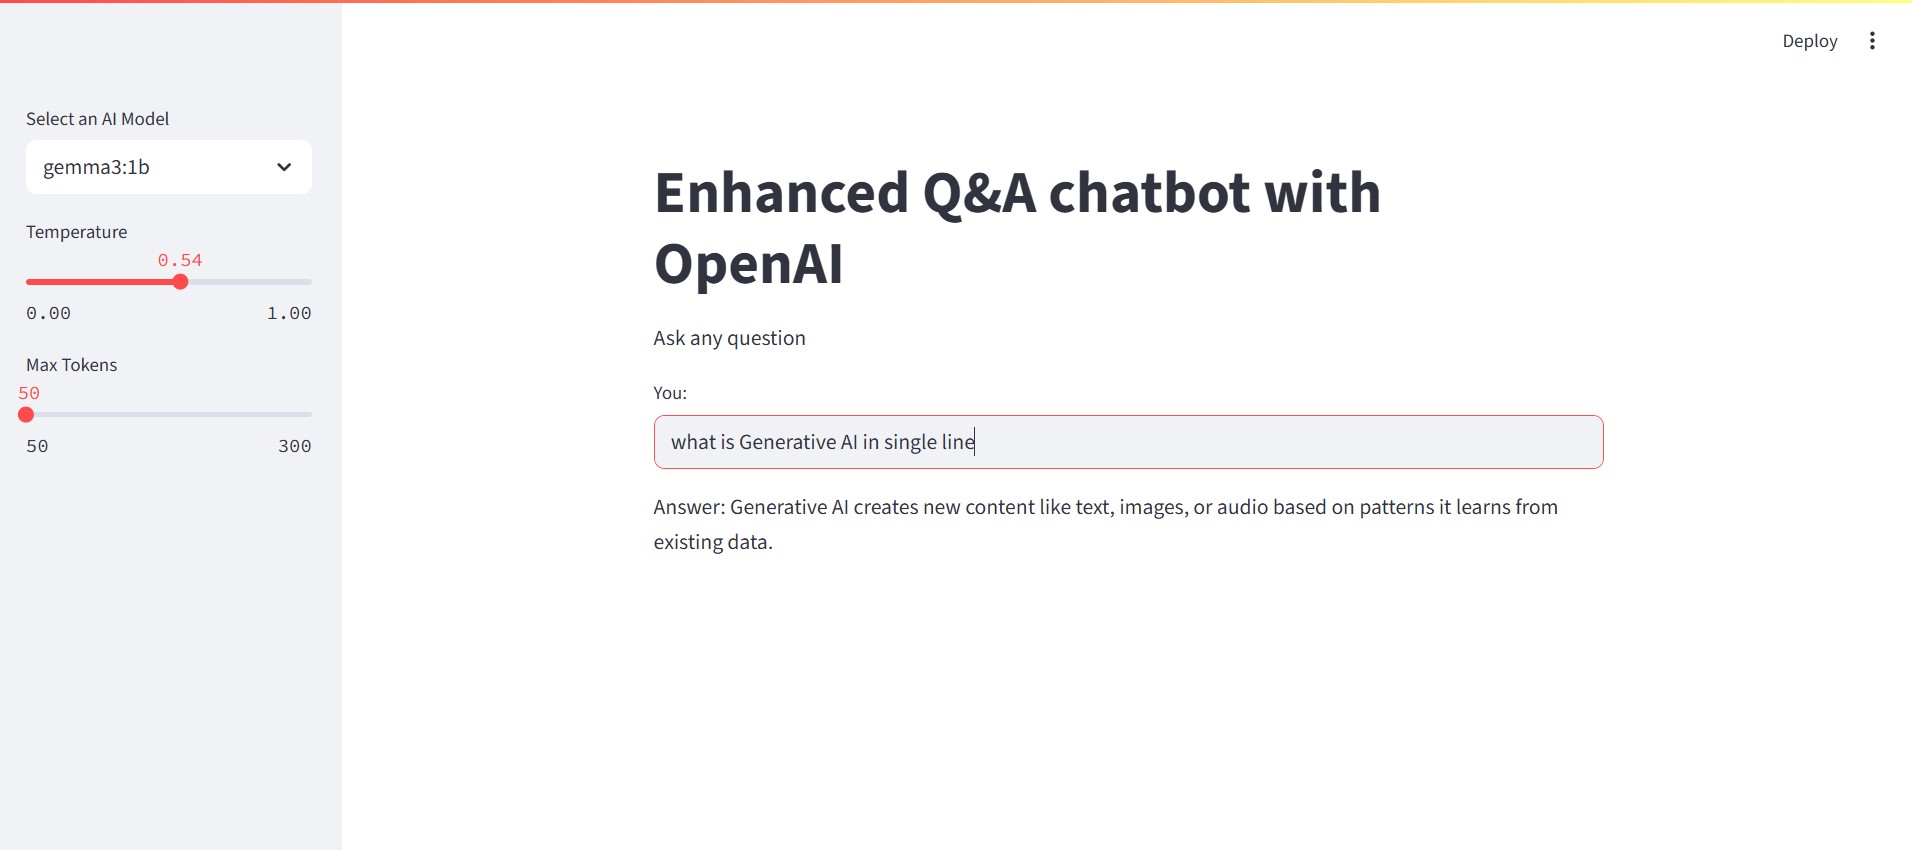 Deploy
Select an AI Model
gemma3:1b
Temperature
0.54
0.00 1.00
Max Tokens
50
50 300
Enhanced Q&A chatbot with
OpenAI
Ask any question
You:
what is Generative AI in single line
Answer: Generative AI creates new content like text, images, or audio based on patterns it learns from
existing data.